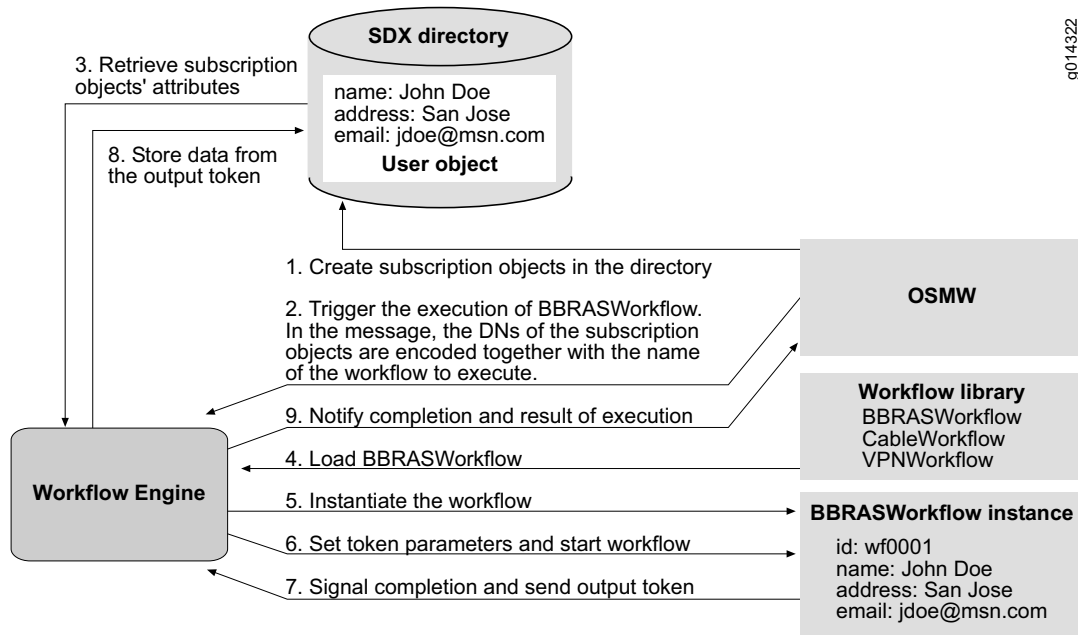 SDX directory
name: John Doe
address: San Jose
email: jdoe@msn.com
User object
g014322
3. Retrieve subscription
objects' attributes
8. Store data from
the output token
1. Create subscription objects in the directory
2. Trigger the execution of BBRASWorkflow.
In the message, the DNs of the subscription
objects are encoded together with the name
of the workflow to execute.
9. Notify completion and result of execution
4. Load BBRASWorkflow
5. Instantiate the workflow
6. Set token parameters and start workflow
7. Signal completion and send output token
Workflow Engine
OSMW
Workflow library
BBRASWorkflow
CableWorkflow
VPNWorkflow
BBRASWorkflow instance
id: wf0001
name: John Doe
address: San Jose
email: jdoe@msn.com